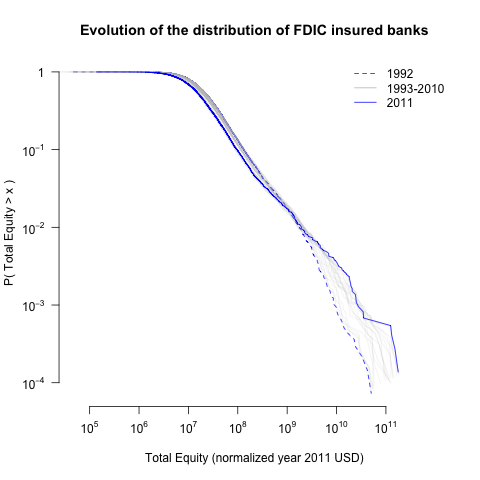 Evolution of the distribution of FDIC insured banks
1992
1993-2010
2011
P( Total Equity > x )
1
10⁻¹
10⁻²
10⁻³
10⁻⁴
10⁵ 10⁶ 10⁷ 10⁸ 10⁹ 10¹⁰ 10¹¹
Total Equity (normalized year 2011 USD)